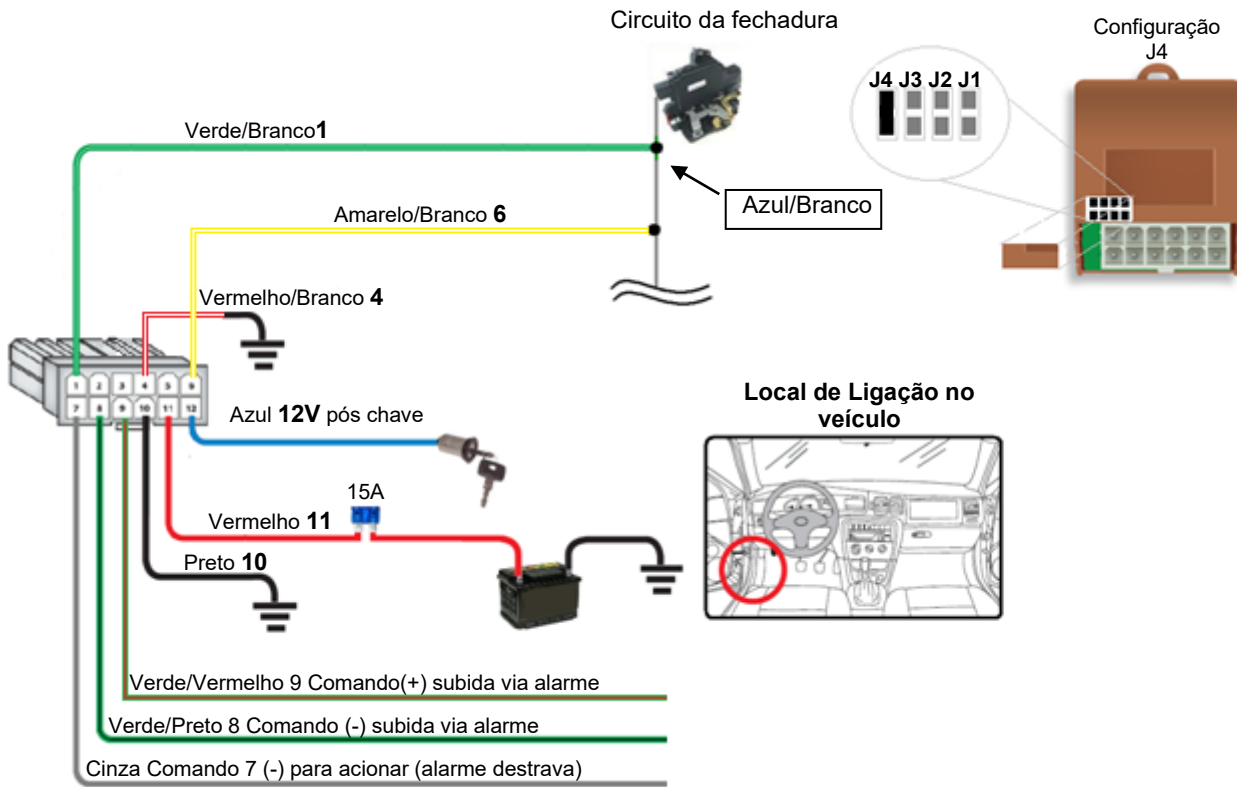 Circuito da fechadura
Configuração
J4
J4 J3 J2 J1
Verde/Branco1
Azul/Branco
Amarelo/Branco 6
Vermelho/Branco 4
1 2 3 4 5 6
7 8 9 10 11 12
Azul 12V pós chave
Local de Ligação no
veículo
15A
Vermelho 11
Preto 10
Verde/Vermelho 9 Comando(+) subida via alarme
Verde/Preto 8 Comando (-) subida via alarme
Cinza Comando 7 (-) para acionar (alarme destrava)